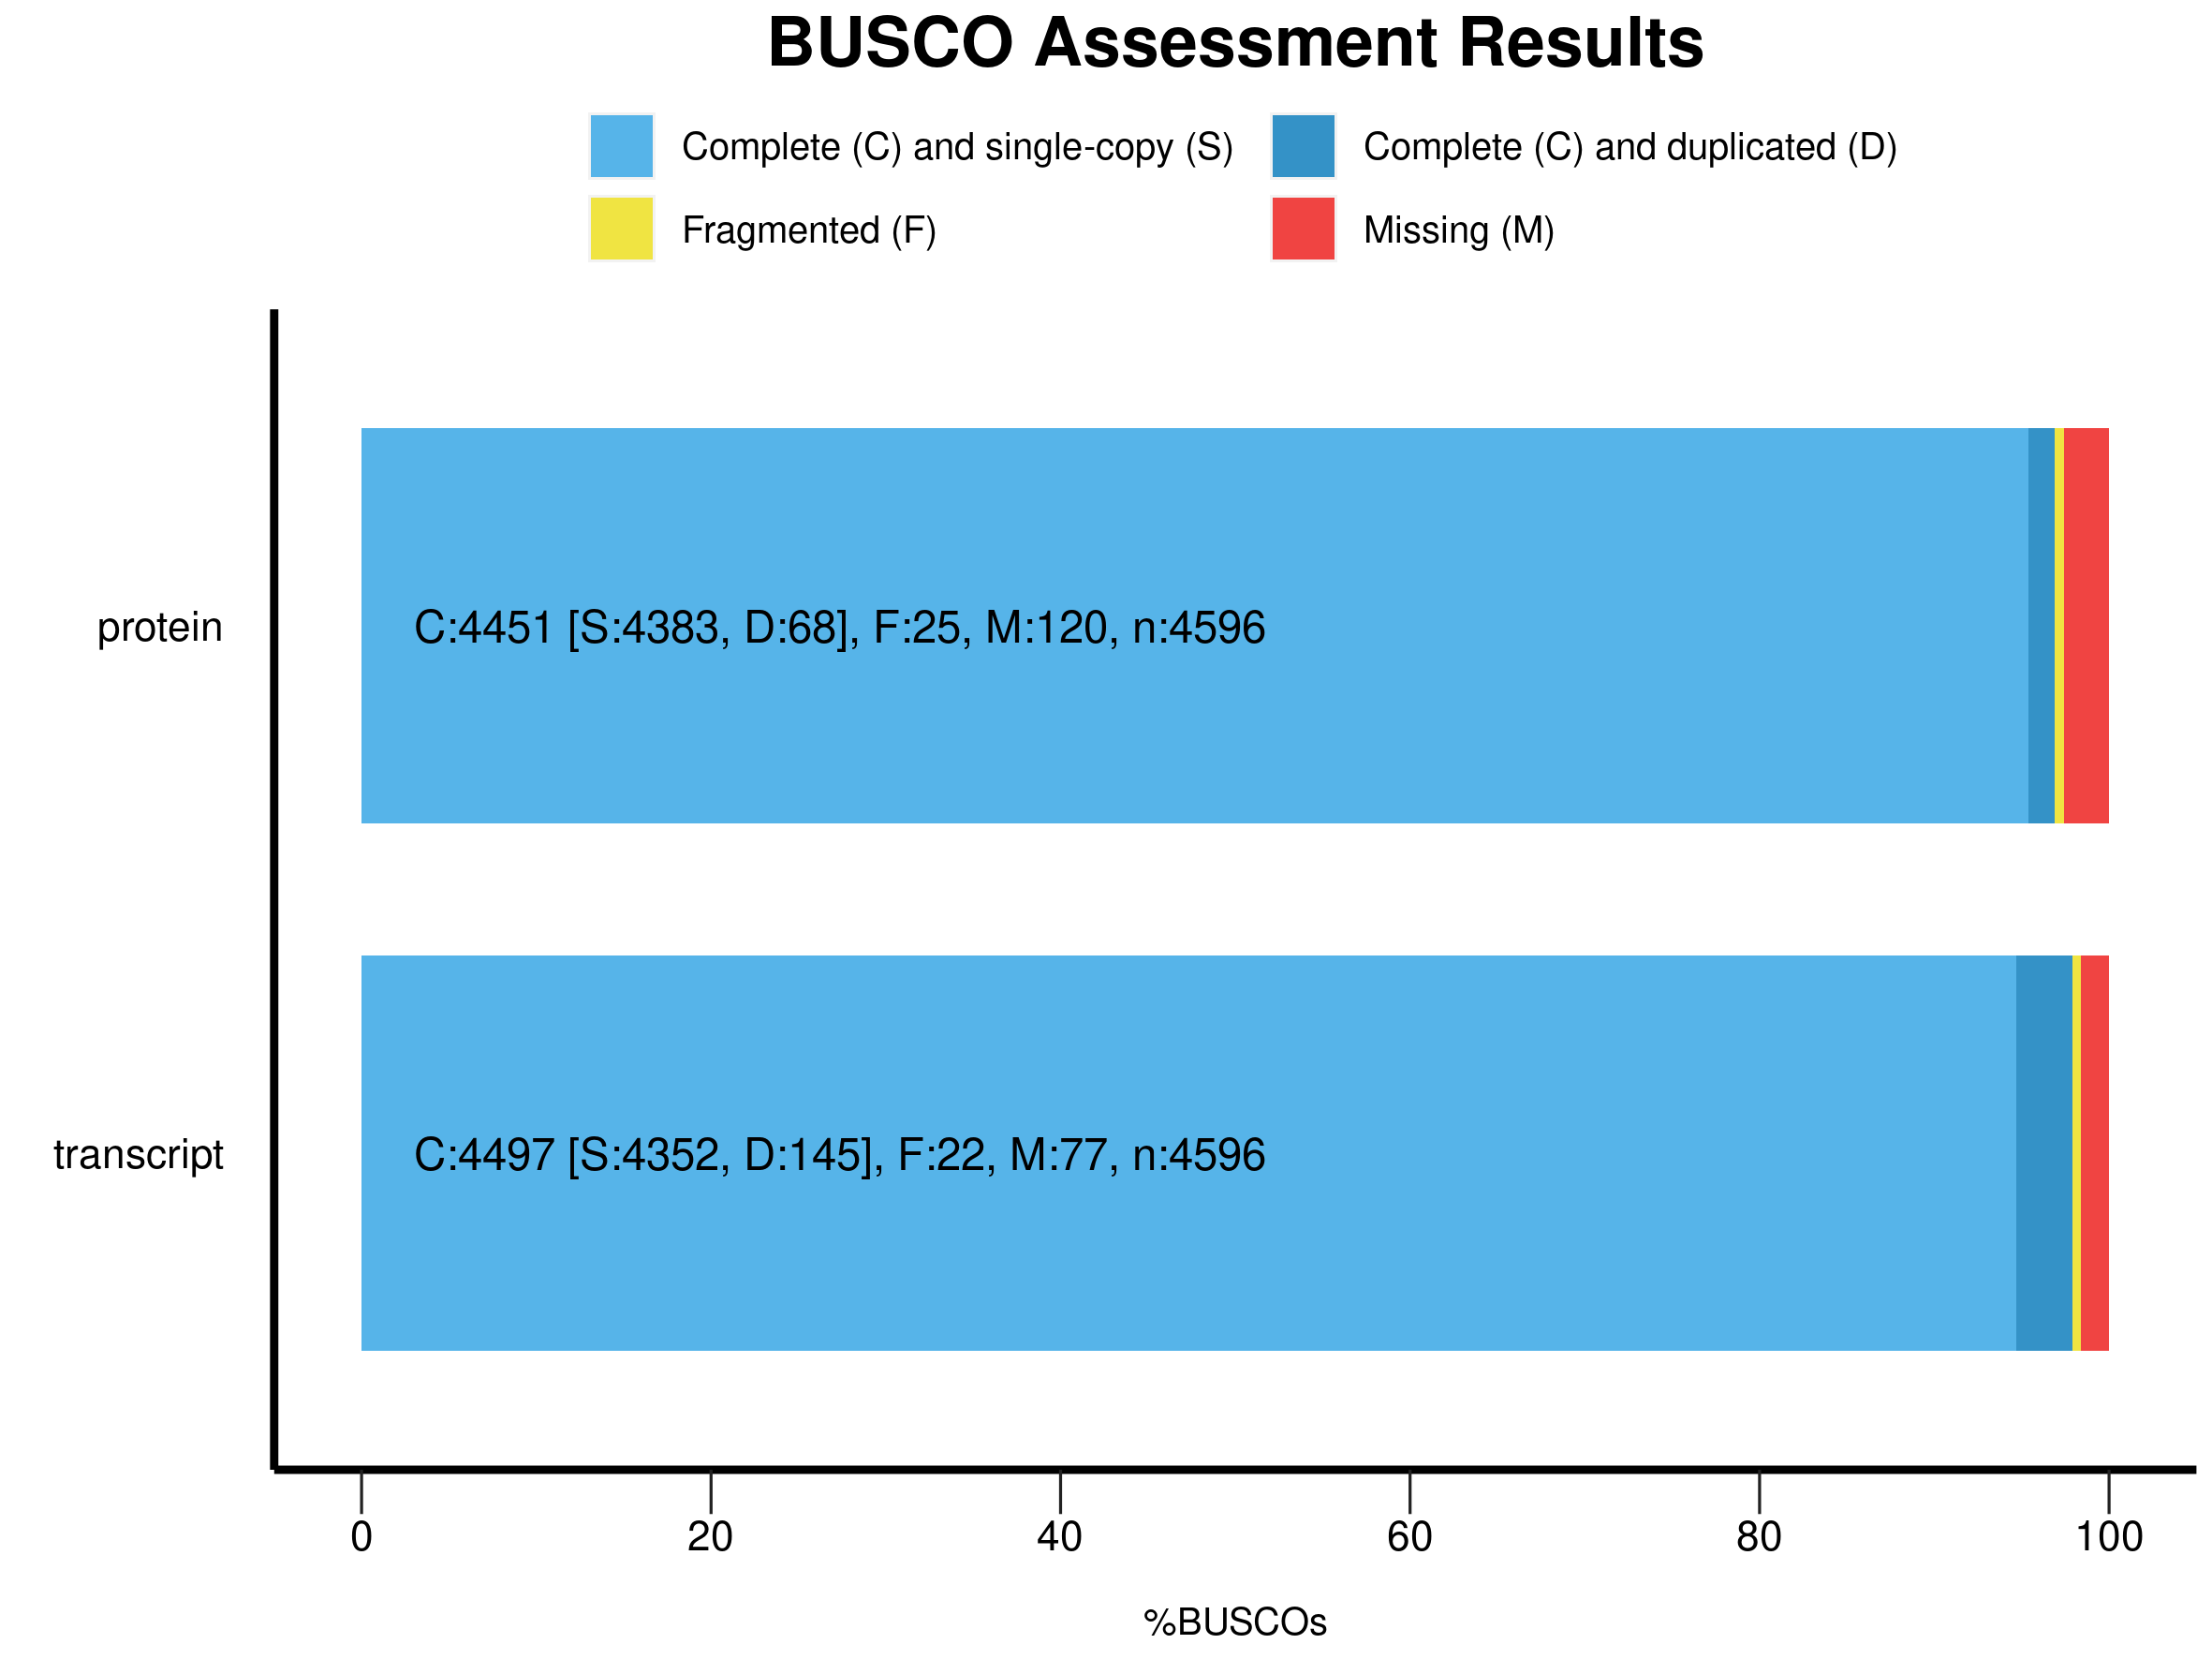 BUSCO Assessment Results
Complete (C) and single-copy (S)
Complete (C) and duplicated (D)
Fragmented (F)
Missing (M)
protein
C:4451 [S:4383, D:68], F:25, M:120, n:4596
transcript
C:4497 [S:4352, D:145], F:22, M:77, n:4596
0 20 40 60 80 100
%BUSCOs